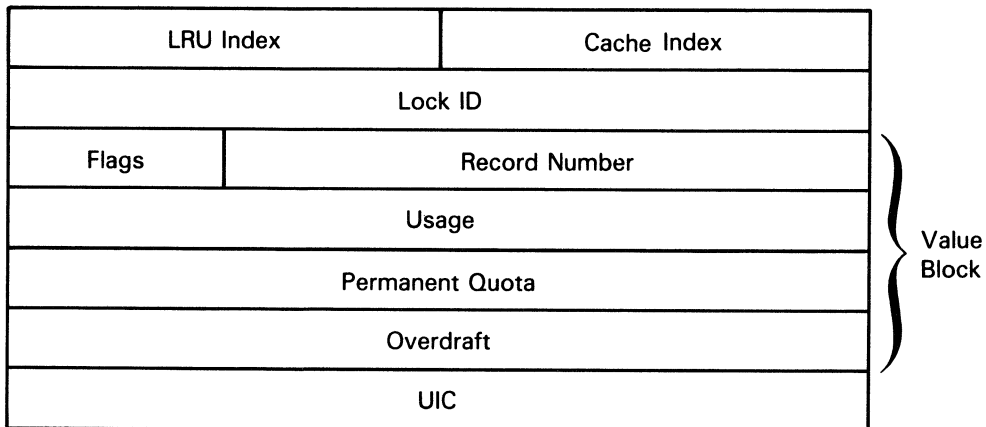 LRU Index Cache Index
Lock ID
Flags Record Number
Usage
Value
Block
Permanent Quota
Overdraft
UIC